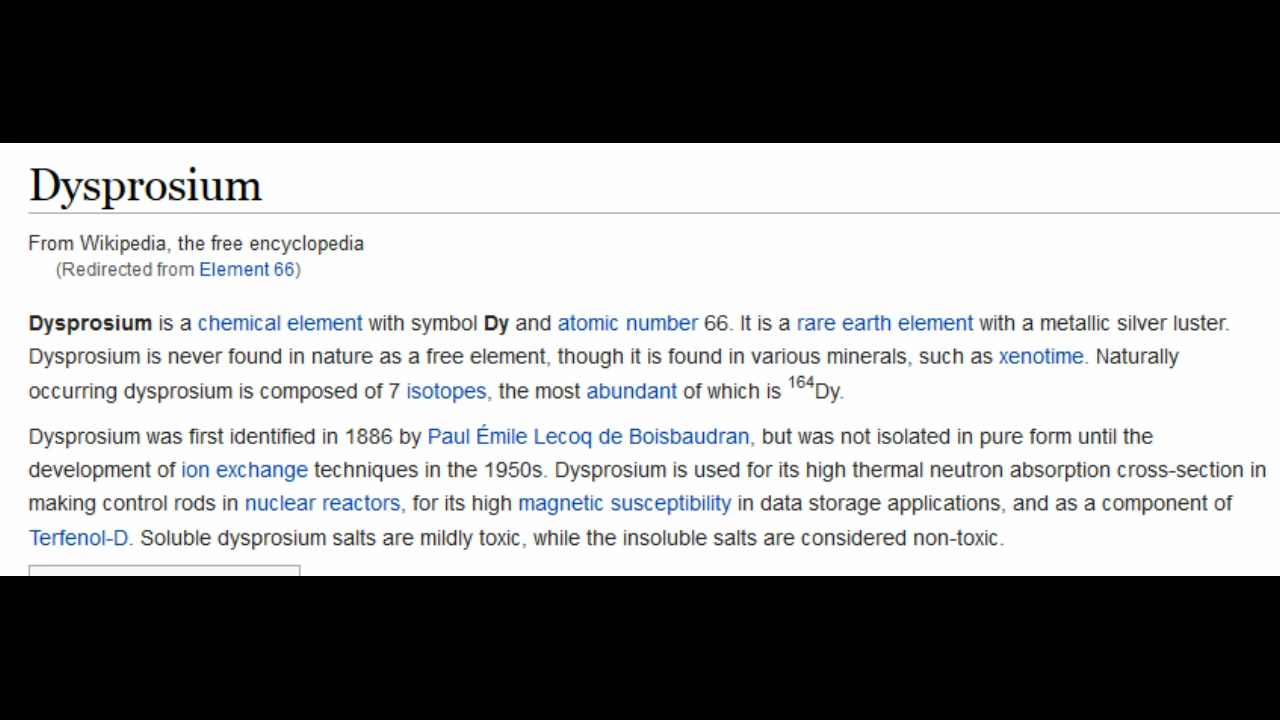 Dysprosium
From Wikipedia, the free encyclopedia
(Redirected from Element 66)
Dysprosium is a chemical element with symbol Dy and atomic number 66. It is a rare earth element with a metallic silver luster.
Dysprosium is never found in nature as a free element, though it is found in various minerals, such as xenotime. Naturally
occurring dysprosium is composed of 7 isotopes, the most abundant of which is ¹⁶⁴Dy.
Dysprosium was first identified in 1886 by Paul Émile Lecoq de Boisbaudran, but was not isolated in pure form until the
development of ion exchange techniques in the 1950s. Dysprosium is used for its high thermal neutron absorption cross-section in
making control rods in nuclear reactors, for its high magnetic susceptibility in data storage applications, and as a component of
Terfenol-D. Soluble dysprosium salts are mildly toxic, while the insoluble salts are considered non-toxic.